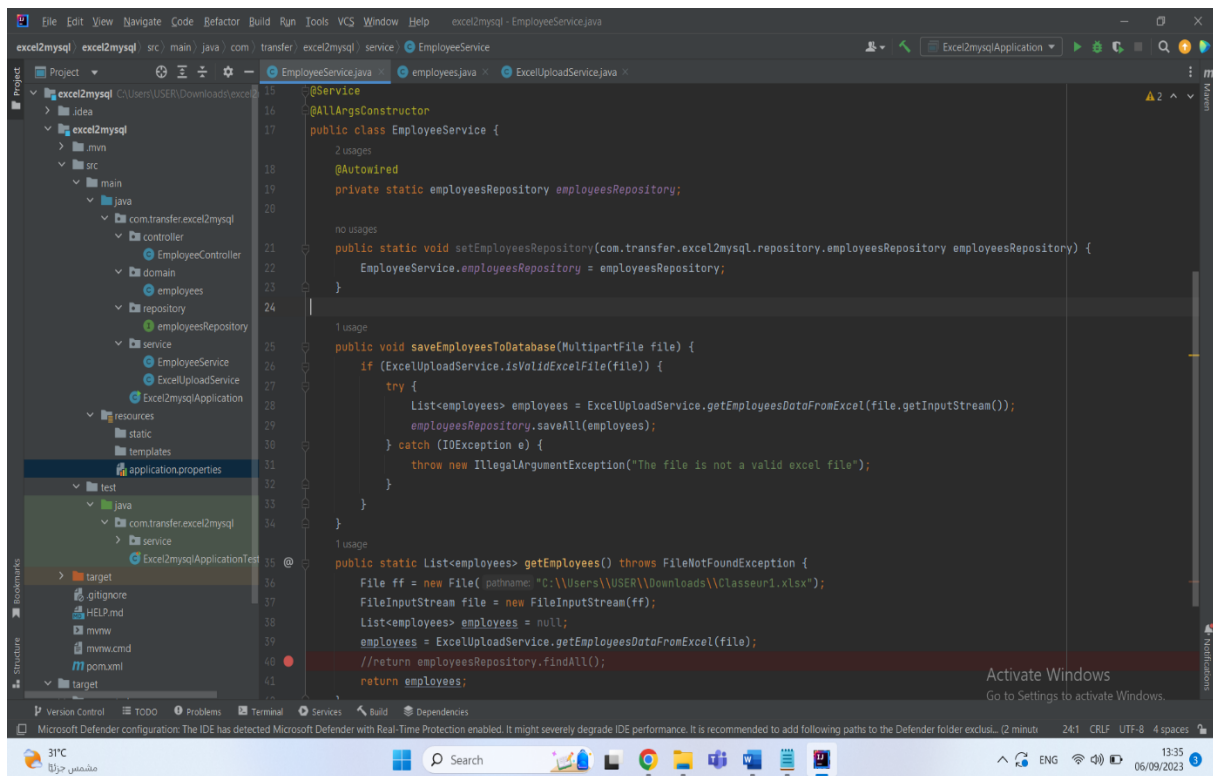 File Edit View Navigate Code Refactor Build Run Tools VCS Window Help excel2mysql - EmployeeService.java
excel2mysql excel2mysql src main java com transfer excel2mysql service EmployeeService Excel2mysqlApplication
Project EmployeeService.java employees.java ExcelUploadService.java
Project
Maven
Bookmarks
Structure
Notifications
excel2mysql C:\Users\USER\Downloads\excel2
.idea
excel2mysql
.mvn
src
main
java
com.transfer.excel2mysql
controller
EmployeeController
domain
employees
repository
employeesRepository
service
EmployeeService
ExcelUploadService
Excel2mysqlApplication
resources
static
templates
application.properties
test
java
com.transfer.excel2mysql
service
Excel2mysqlApplicationTest
target
.gitignore
HELP.md
mvnw
mvnw.cmd
pom.xml
target
2
15 @Service
16 @AllArgsConstructor
17 public class EmployeeService {
2 usages
18 @Autowired
19 private static employeesRepository employeesRepository;
20
no usages
21 public static void setEmployeesRepository(com.transfer.excel2mysql.repository.employeesRepository employeesRepository) {
22 EmployeeService.employeesRepository = employeesRepository;
23 }
24
1 usage
25 public void saveEmployeesToDatabase(MultipartFile file) {
26 if (ExcelUploadService.isValidExcelFile(file)) {
27 try {
28 List<employees> employees = ExcelUploadService.getEmployeesDataFromExcel(file.getInputStream());
29 employeesRepository.saveAll(employees);
30 } catch (IOException e) {
31 throw new IllegalArgumentException("The file is not a valid excel file");
32 }
33 }
34 }
1 usage
35 @ public static List<employees> getEmployees() throws FileNotFoundException {
36 File ff = new File( pathname: "C:\\Users\\USER\\Downloads\\Classeur1.xlsx");
37 FileInputStream file = new FileInputStream(ff);
38 List<employees> employees = null;
39 employees = ExcelUploadService.getEmployeesDataFromExcel(file);
40 //return employeesRepository.findAll();
41 return employees;
Activate Windows
Go to Settings to activate Windows.
Version Control TODO Problems Terminal Services Build Dependencies
Microsoft Defender configuration: The IDE has detected Microsoft Defender with Real-Time Protection enabled. It might severely degrade IDE performance. It is recommended to add following paths to the Defender folder exclusi... (2 minute 24:1 CRLF UTF-8 4 spaces
31°C
مشمس جزئيًا
Search
ENG
13:35
06/09/2023
3